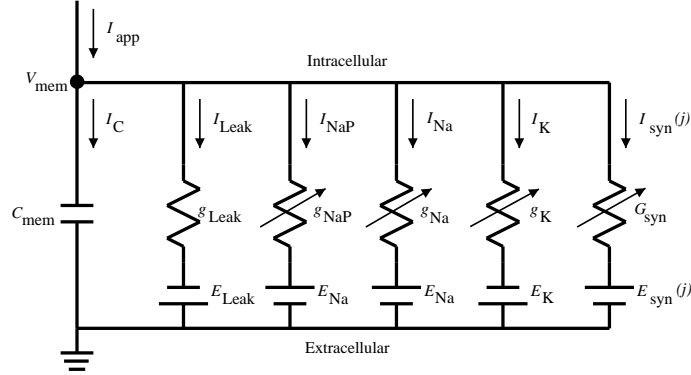 I app
Intracellular
V mem
I C
I Leak
I NaP
I Na
I K
I syn (j)
C mem
g Leak
g NaP
g Na
g K
G syn
E Leak
E Na
E Na
E K
E syn (j)
Extracellular